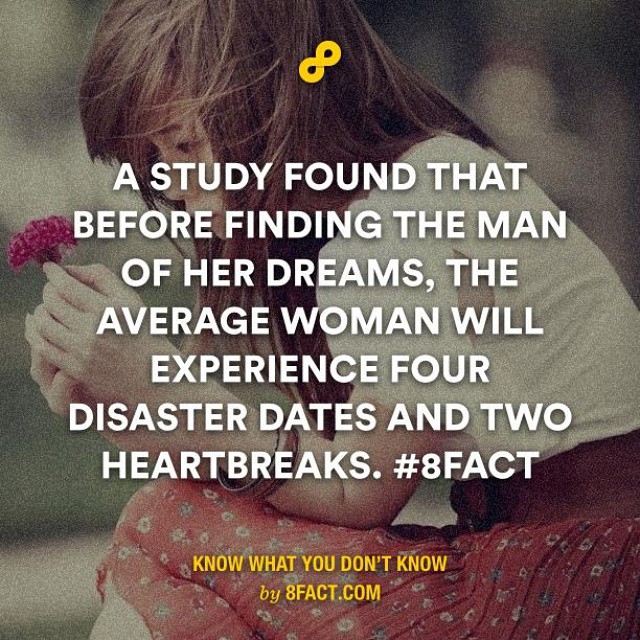 A STUDY FOUND THAT
BEFORE FINDING THE MAN
OF HER DREAMS, THE
AVERAGE WOMAN WILL
EXPERIENCE FOUR
DISASTER DATES AND TWO
HEARTBREAKS. #8FACT
KNOW WHAT YOU DON'T KNOW
by 8FACT.COM